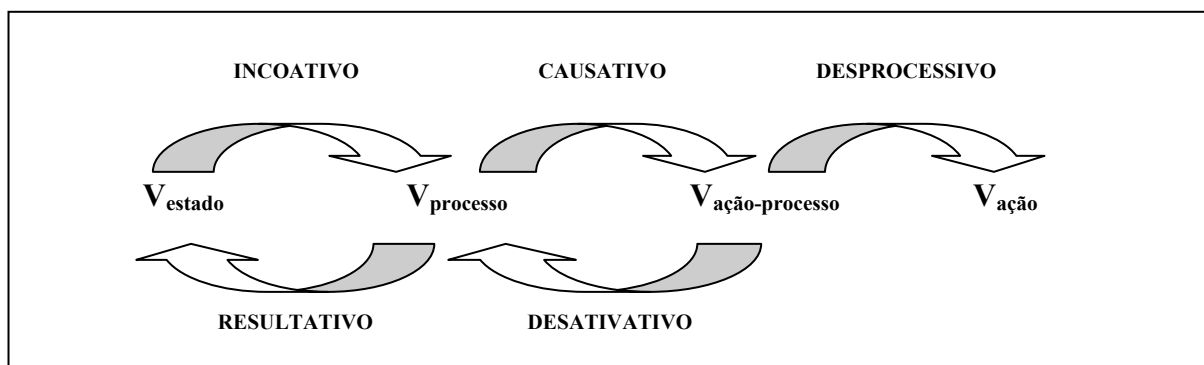 INCOATIVO CAUSATIVO DESPROCESSIVO
Vestado Vprocesso Vação-processo Vação
RESULTATIVO DESATIVATIVO